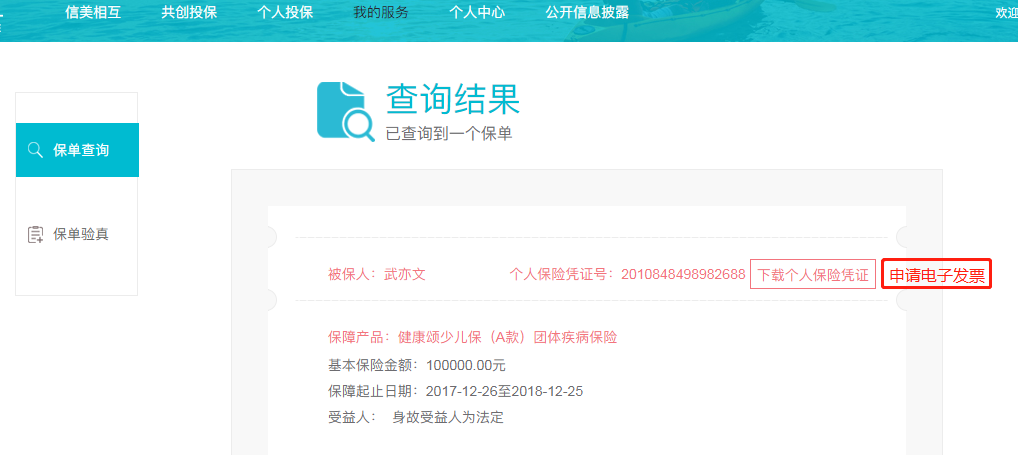 信美相互 共创投保 个人投保 我的服务 个人中心 公开信息披露 欢迎
查询结果
已查询到一个保单
保单查询
保单验真
被保人：武亦文 个人保险凭证号：2010848498982688 下载个人保险凭证 申请电子发票
保障产品：健康颂少儿保（A款）团体疾病保险
基本保险金额：100000.00元
保障起止日期：2017-12-26至2018-12-25
受益人： 身故受益人为法定